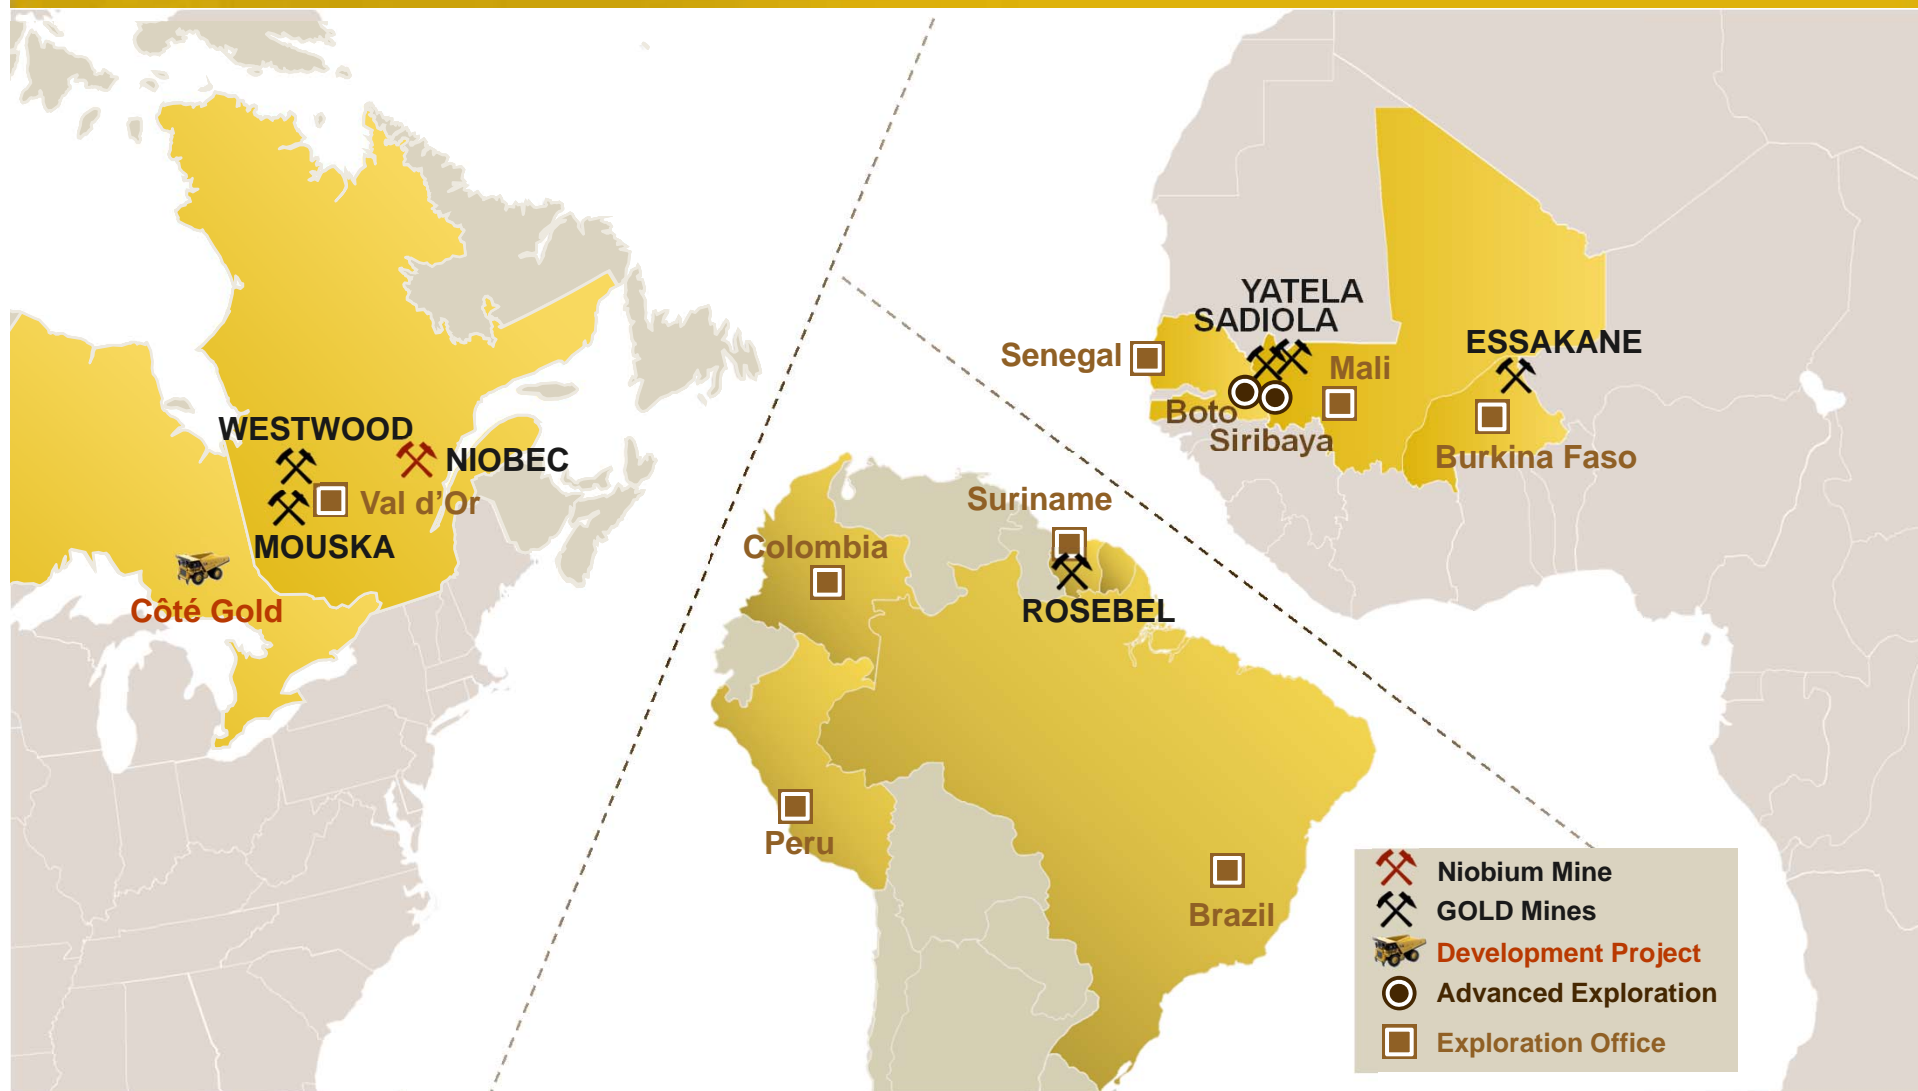 WESTWOOD
NIOBEC
Val d'Or
MOUSKA
Côté Gold
YATELA
SADIOLA
ESSAKANE
Senegal
Mali
Boto
Siribaya
Burkina Faso
Suriname
Colombia
ROSEBEL
Peru
Brazil
Niobium Mine
GOLD Mines
Development Project
Advanced Exploration
Exploration Office